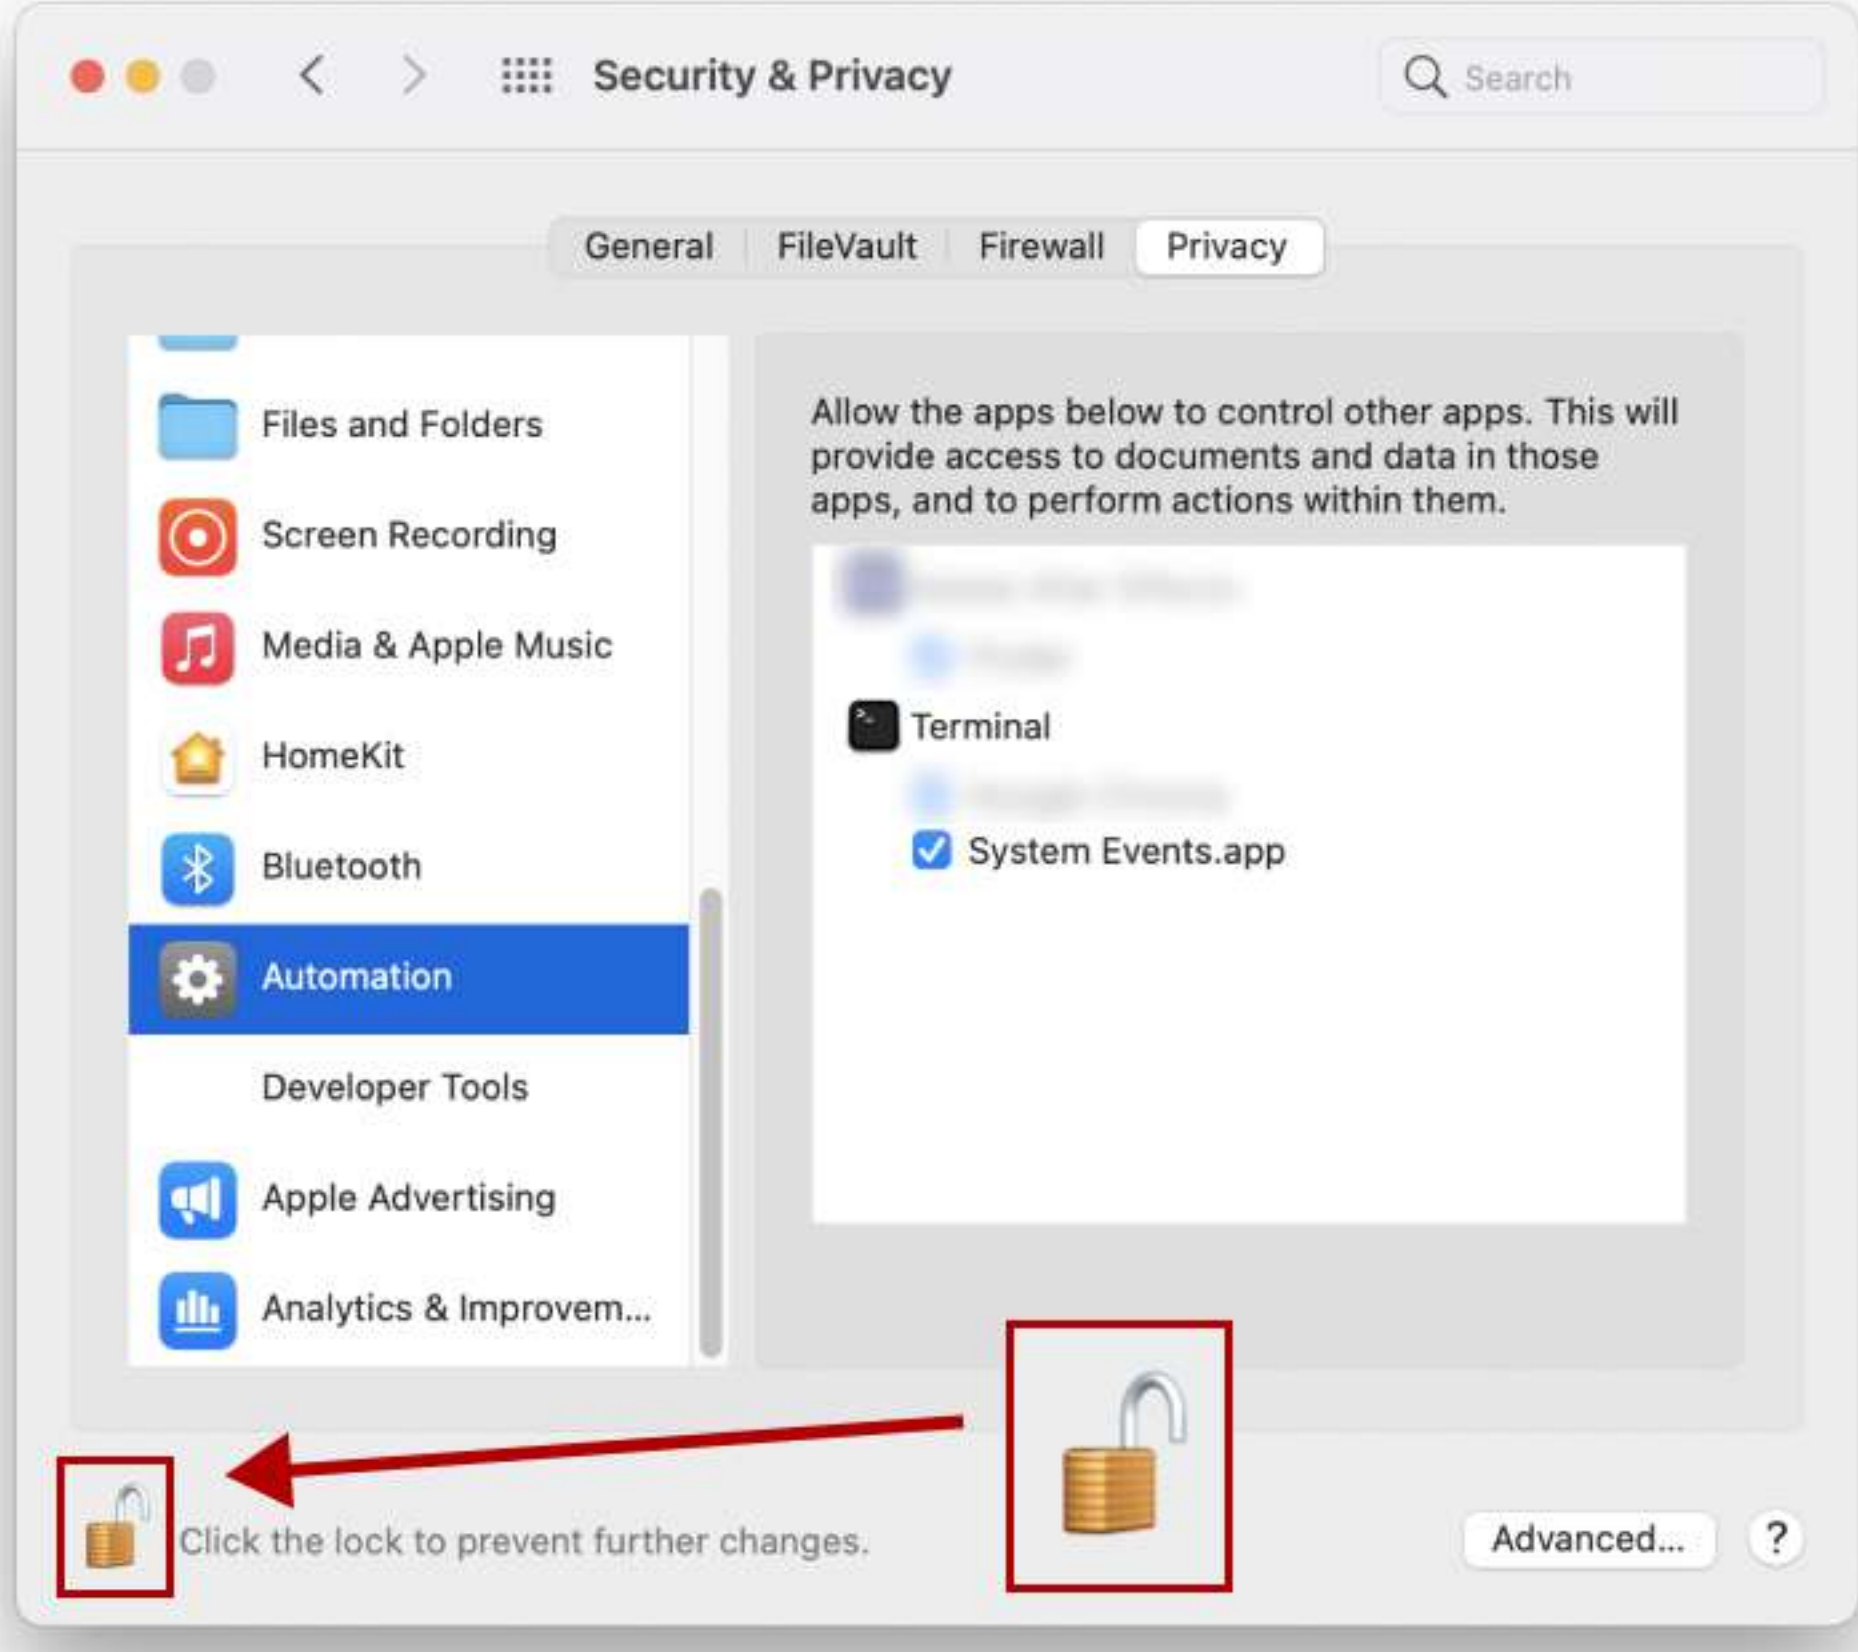 Security & Privacy
Search
General
FileVault
Firewall
Privacy
Files and Folders
Screen Recording
Media & Apple Music
HomeKit
Bluetooth
Automation
Developer Tools
Apple Advertising
Analytics & Improvem...
Allow the apps below to control other apps. This will
provide access to documents and data in those
apps, and to perform actions within them.
Terminal
System Events.app
Click the lock to prevent further changes.
Advanced...
?